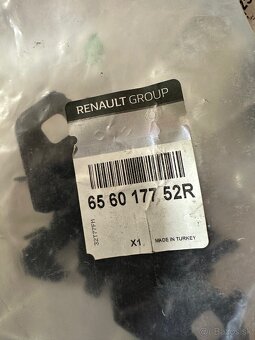 RENAULT GROUP
65 60 177 52R
X1
MADE IN TURKEY